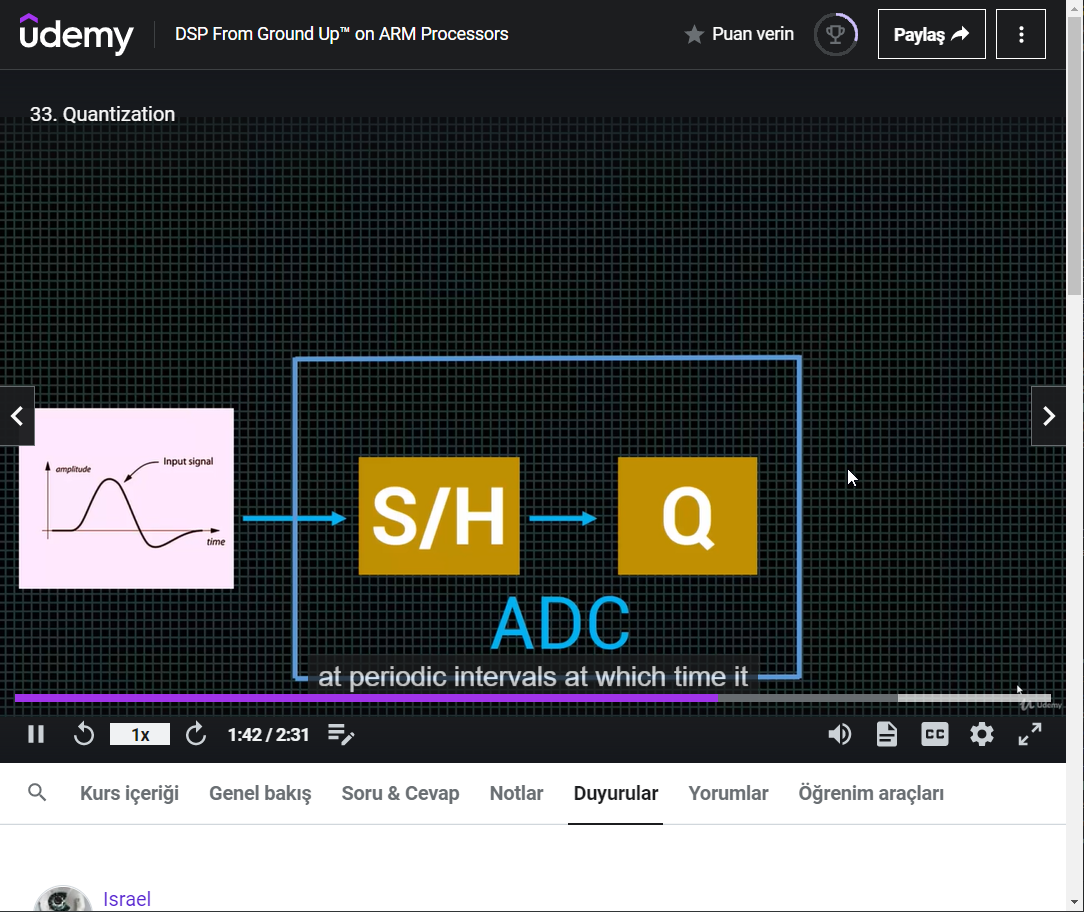 udemy
DSP From Ground Up™ on ARM Processors
Puan verin
Paylaş
33. Quantization
amplitude
Input signal
time
S/H
Q
ADC
at periodic intervals at which time it
Udemy
1x
1:42 / 2:31
CC
Kurs içeriği
Genel bakış
Soru & Cevap
Notlar
Duyurular
Yorumlar
Öğrenim araçları
Israel